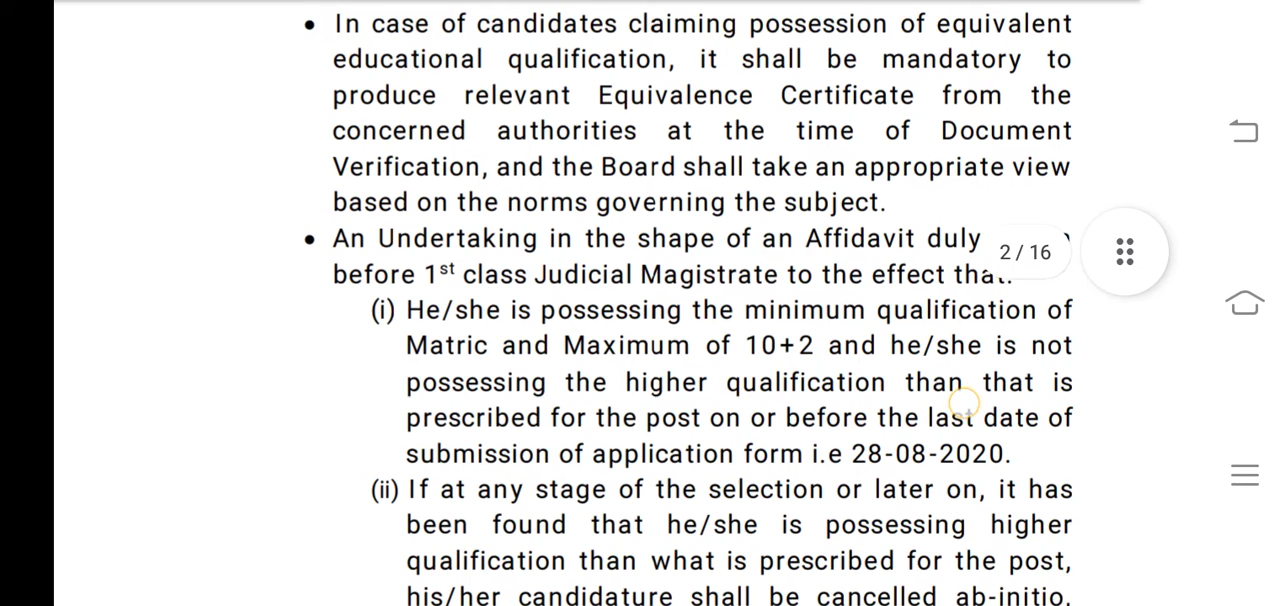 • In case of candidates claiming possession of equivalent
educational qualification, it shall be mandatory to
produce relevant Equivalence Certificate from the
concerned authorities at the time of Document
Verification, and the Board shall take an appropriate view
based on the norms governing the subject.
• An Undertaking in the shape of an Affidavit duly
2 / 16
before 1st class Judicial Magistrate to the effect that:
(i) He/she is possessing the minimum qualification of
Matric and Maximum of 10+2 and he/she is not
possessing the higher qualification than that is
prescribed for the post on or before the last date of
submission of application form i.e 28-08-2020.
(ii) If at any stage of the selection or later on, it has
been found that he/she is possessing higher
qualification than what is prescribed for the post,
his/her candidature shall be cancelled ab-initio.